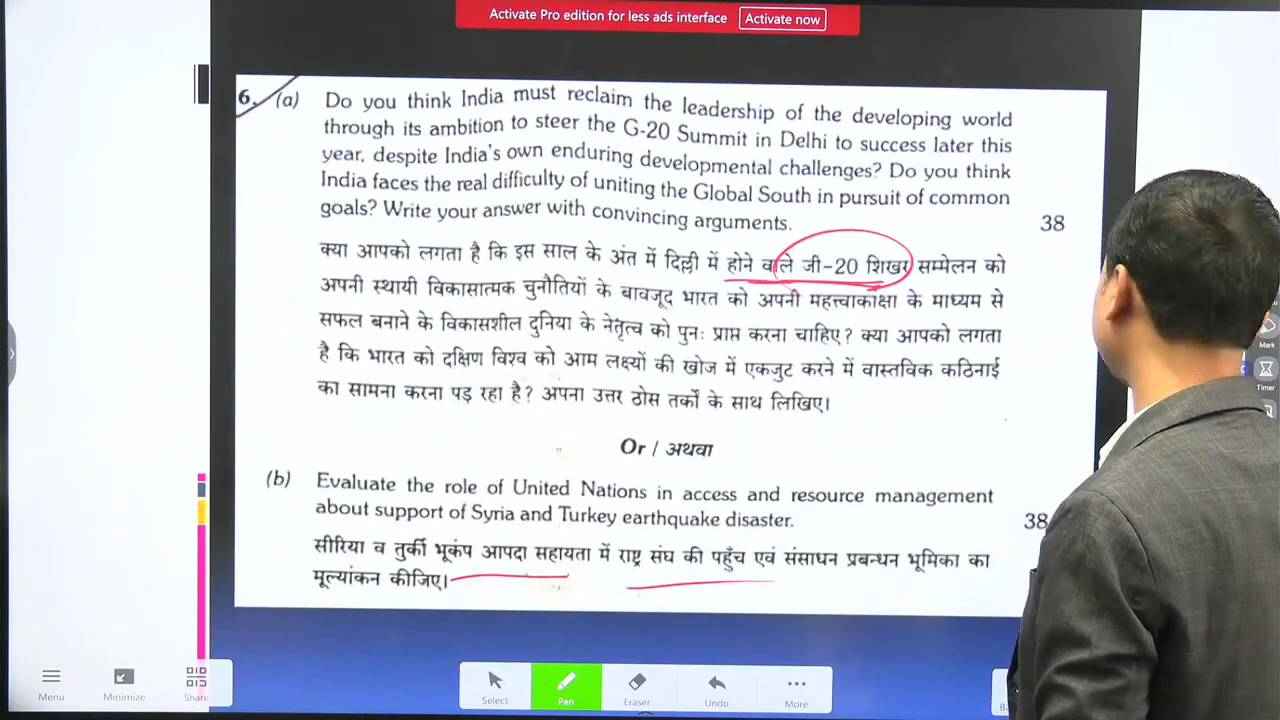 Activate Pro edition for less ads interface Activate now
6. (a) Do you think India must reclaim the leadership of the developing world
through its ambition to steer the G-20 Summit in Delhi to success later this
year, despite India's own enduring developmental challenges? Do you think
India faces the real difficulty of uniting the Global South in pursuit of common
goals? Write your answer with convincing arguments. 38
क्या आपको लगता है कि इस साल के अंत में दिल्ली में होने वाले जी-20 शिखर सम्मेलन को
अपनी स्थायी विकासात्मक चुनौतियों के बावजूद भारत को अपनी महत्त्वाकांक्षा के माध्यम से
सफल बनाने के विकासशील दुनिया के नेतृत्व को पुनः प्राप्त करना चाहिए? क्या आपको लगता
है कि भारत को दक्षिण विश्व को आम लक्ष्यों की खोज में एकजुट करने में वास्तविक कठिनाई
का सामना करना पड़ रहा है? अपना उत्तर ठोस तर्कों के साथ लिखिए।
Or / अथवा
(b) Evaluate the role of United Nations in access and resource management
about support of Syria and Turkey earthquake disaster. 38
सीरिया व तुर्की भूकंप आपदा सहायता में राष्ट्र संघ की पहुँच एवं संसाधन प्रबन्धन भूमिका का
मूल्यांकन कीजिए।
Mark
Timer
Menu Minimize Share Select Pen Eraser Undo More